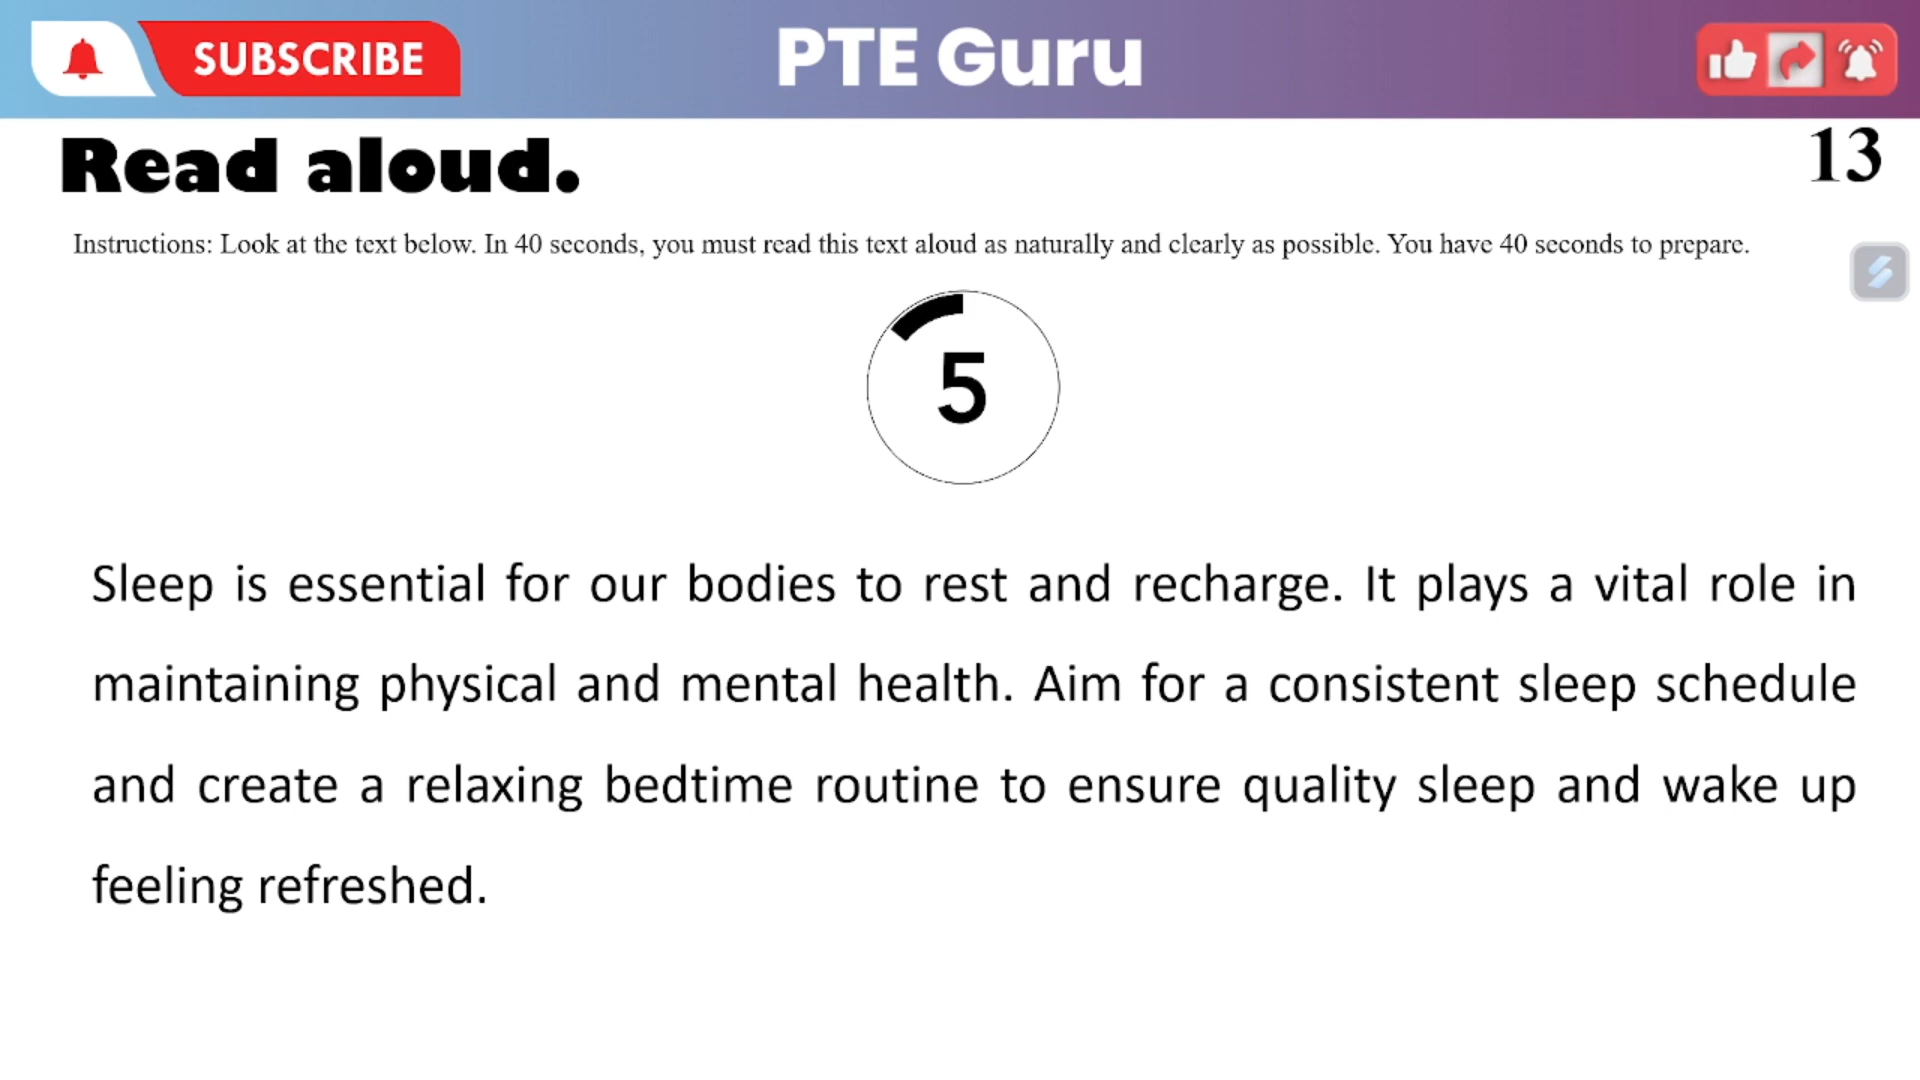 SUBSCRIBE
PTE Guru
Read aloud.
13
Instructions: Look at the text below. In 40 seconds, you must read this text aloud as naturally and clearly as possible. You have 40 seconds to prepare.
5
Sleep is essential for our bodies to rest and recharge. It plays a vital role in
maintaining physical and mental health. Aim for a consistent sleep schedule
and create a relaxing bedtime routine to ensure quality sleep and wake up
feeling refreshed.